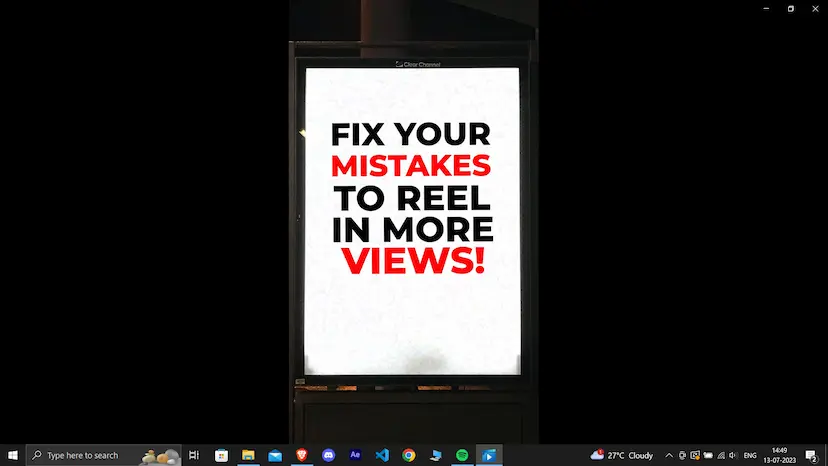 Clear Channel
FIX YOUR
MISTAKES
TO REEL
IN MORE
VIEWS!
Type here to search
Ae
27°C Cloudy
ENG
14:49
13-07-2023
2